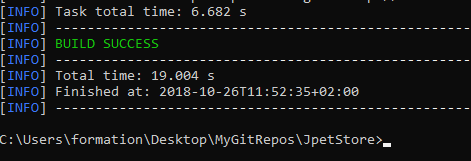 [INFO] Task total time: 6.682 s
[INFO] -----------------------------------------------------
[INFO] BUILD SUCCESS
[INFO] -----------------------------------------------------
[INFO] Total time: 19.004 s
[INFO] Finished at: 2018-10-26T11:52:35+02:00
[INFO] -----------------------------------------------------
C:\Users\formation\Desktop\MyGitRepos\JpetStore>